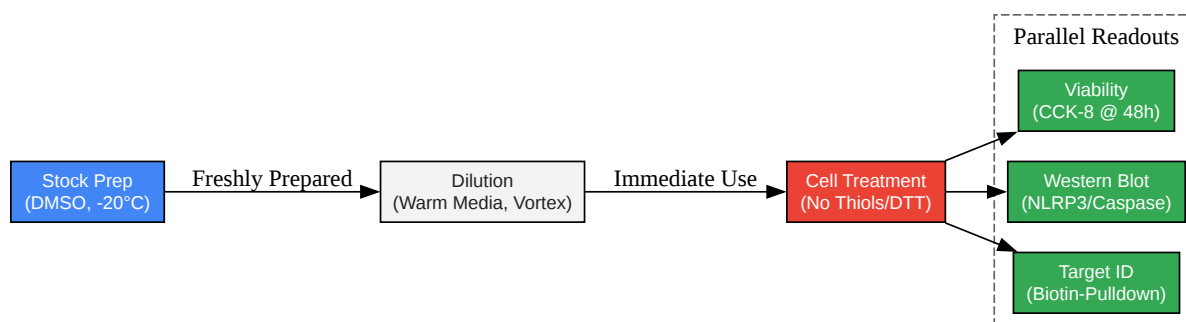 Parallel Readouts
Viability
(CCK-8 @ 48h)
Stock Prep
(DMSO, -20°C)
Freshly Prepared
Dilution
(Warm Media, Vortex)
Immediate Use
Cell Treatment
(No Thiols/DTT)
Western Blot
(NLRP3/Caspase)
Target ID
(Biotin-Pulldown)